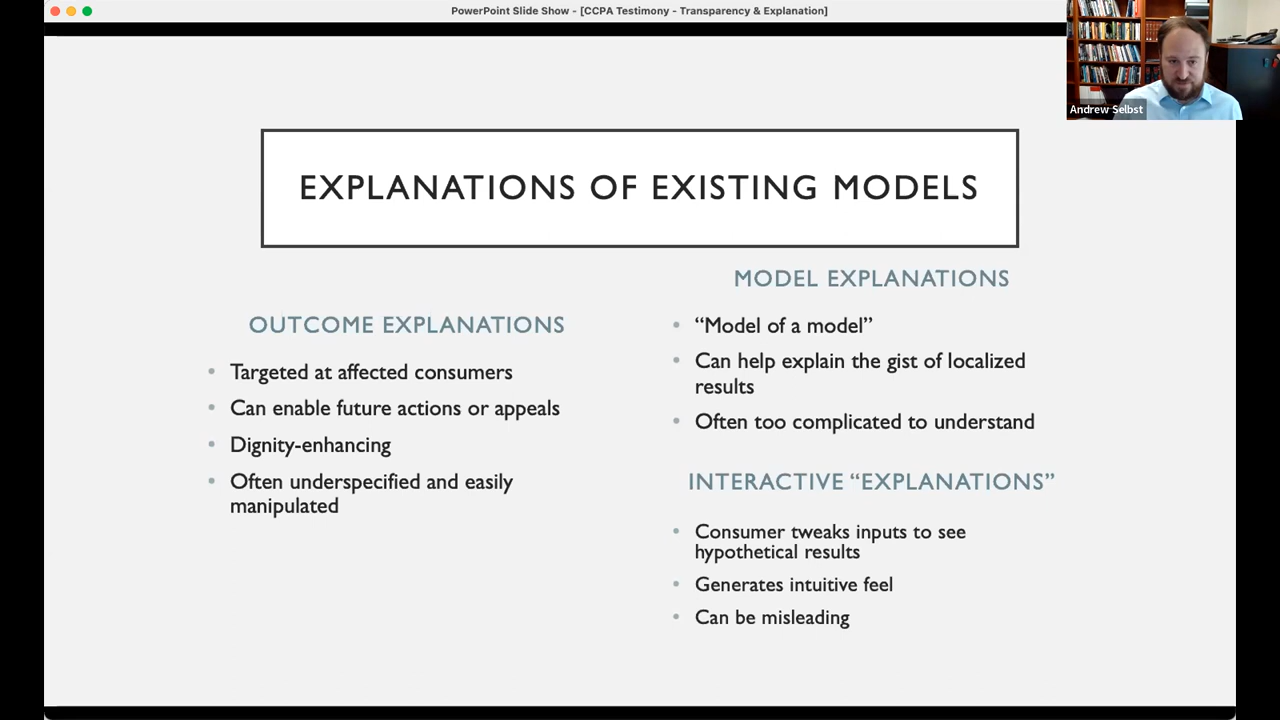 PowerPoint Slide Show - [CCPA Testimony - Transparency & Explanation]
Andrew Selbst
EXPLANATIONS OF EXISTING MODELS
OUTCOME EXPLANATIONS
• Targeted at affected consumers
• Can enable future actions or appeals
• Dignity-enhancing
• Often underspecified and easily
manipulated
MODEL EXPLANATIONS
• “Model of a model”
• Can help explain the gist of localized
results
• Often too complicated to understand
INTERACTIVE “EXPLANATIONS”
• Consumer tweaks inputs to see
hypothetical results
• Generates intuitive feel
• Can be misleading